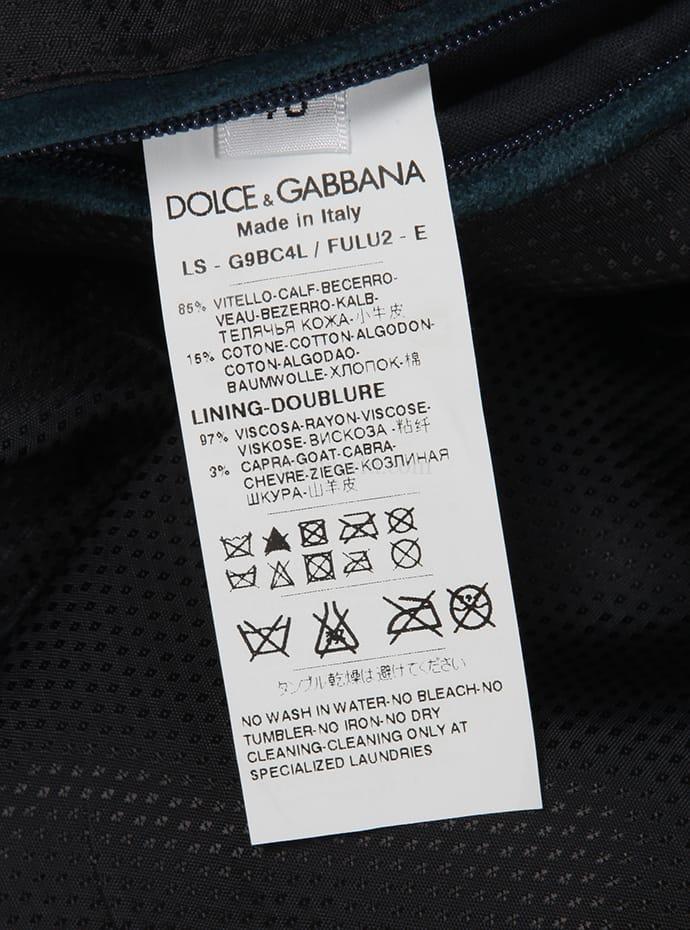 DOLCE & GABBANA
Made in Italy
LS - G9BC4L / FULU2 - E
85% VITELLO-CALF-BECERRO-
VEAU-BEZERRO-KALB-
ТЕЛЯЧЬЯ КОЖА-小牛皮
15% COTONE-COTTON-ALGODON-
COTON-ALGODAO-
BAUMWOLLE-ХЛОПОК-棉
LINING-DOUBLURE
97% VISCOSA-RAYON-VISCOSE-
VISKOSE-ВИСКОЗА-粘纤
3% CAPRA-GOAT-CABRA-
CHEVRE-ZIEGE-КОЗЛИНАЯ
ШКУРА-山羊皮
タンブル乾燥は避けてください
NO WASH IN WATER-NO BLEACH-NO
TUMBLER-NO IRON-NO DRY
CLEANING-CLEANING ONLY AT
SPECIALIZED LAUNDRIES